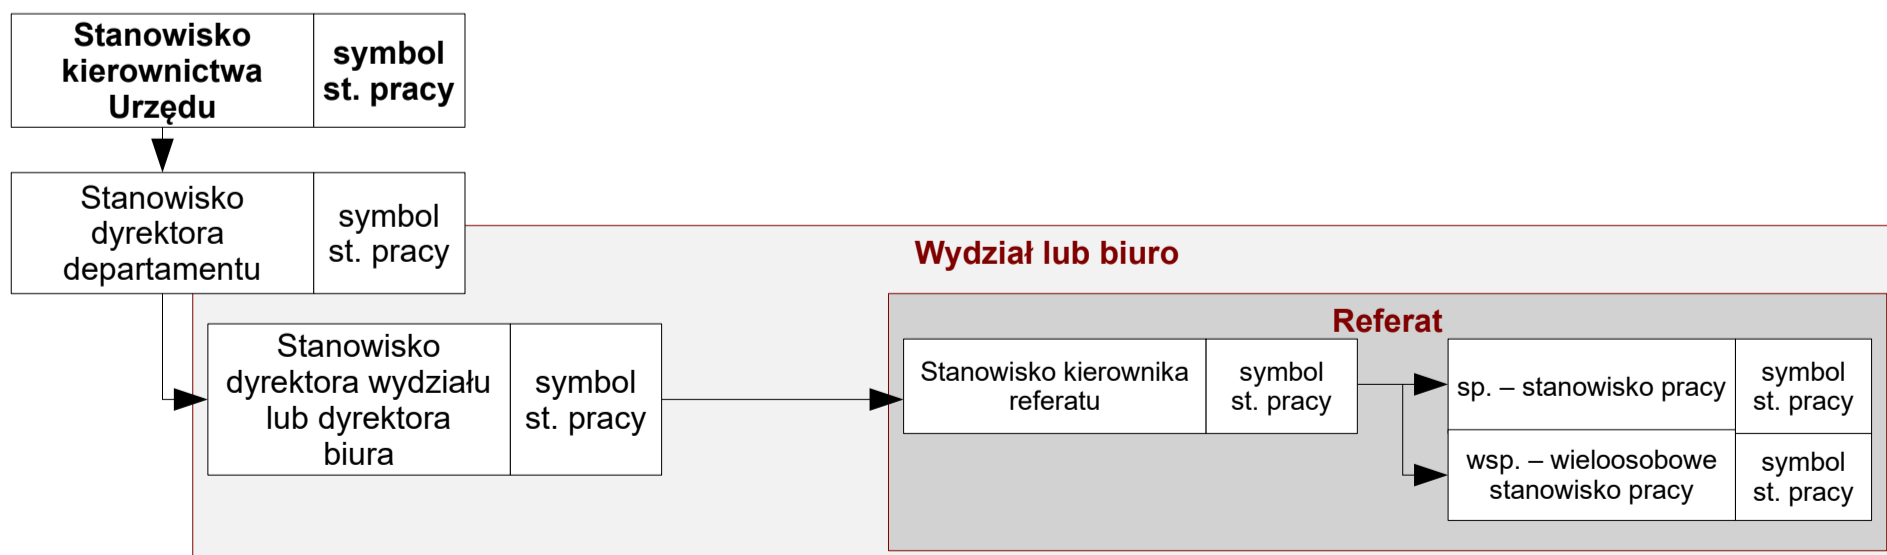 Stanowisko
kierownictwa
Urzędu
symbol
st. pracy
Stanowisko
dyrektora
departamentu
symbol
st. pracy
Wydział lub biuro
Stanowisko
dyrektora wydziału
lub dyrektora
biura
symbol
st. pracy
Referat
Stanowisko kierownika
referatu
symbol
st. pracy
sp. – stanowisko pracy
symbol
st. pracy
wsp. – wieloosobowe
stanowisko pracy
symbol
st. pracy